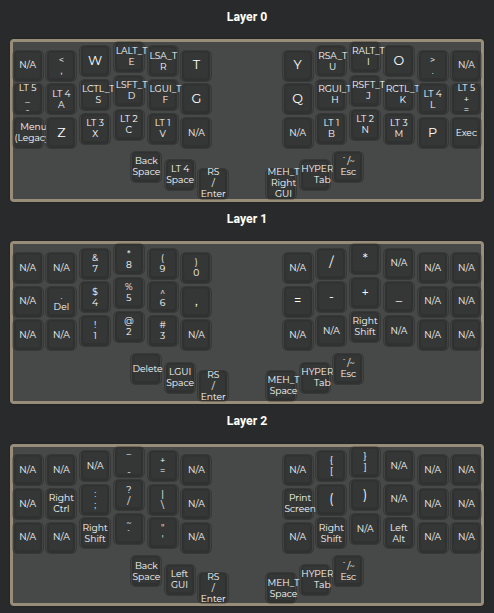 Layer 0
N/A < , W LALT_T E LSA_T R T Y RSA_T U RALT_T I O > . N/A
LT 5 _ - LT 4 A LCTL_T S LSFT_T D LGUI_T F G Q RGUI_T H RSFT_T J RCTL_T K LT 4 L LT 5 + =
Menu (Legac Z LT 3 X LT 2 C LT 1 V N/A N/A LT 1 B LT 2 N LT 3 M P Exec
Back Space LT 4 Space RS / Enter MEH_T Right GUI HYPER Tab `/~ Esc
Layer 1
N/A N/A & 7 * 8 ( 9 ) 0 N/A / * N/A N/A N/A
N/A . Del $ 4 % 5 ^ 6 , = - + _ N/A N/A
N/A N/A ! 1 @ 2 # 3 N/A N/A N/A Right Shift N/A N/A N/A
Delete LGUI Space RS / Enter MEH_T Space HYPER Tab `/~ Esc
Layer 2
N/A N/A N/A _ - + = N/A N/A { [ } ] N/A N/A N/A
N/A Right Ctrl : ; ? / | \ N/A Print Screen ( ) N/A N/A N/A
N/A N/A Right Shift ~ ` " ' N/A N/A Right Shift N/A Left Alt N/A N/A
Back Space Left GUI RS / Enter MEH_T Space HYPER Tab `/~ Esc